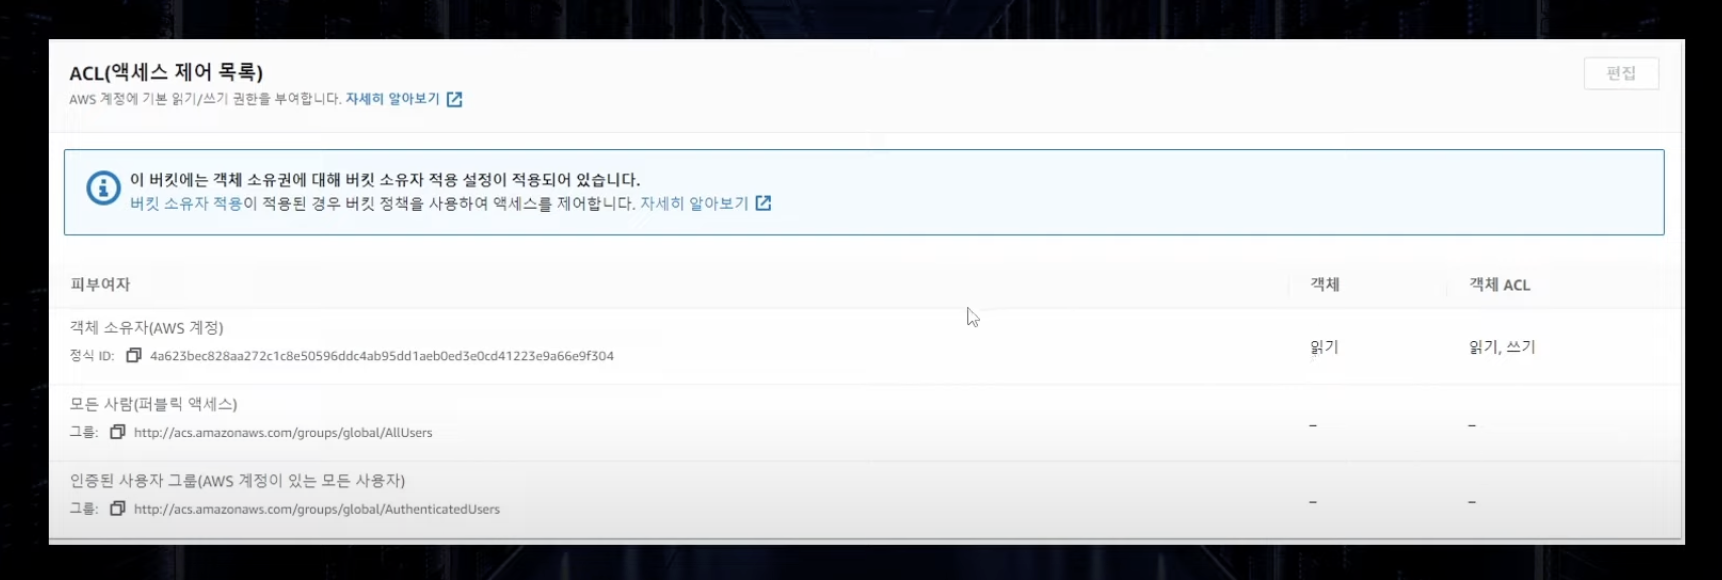 ACL(액세스 제어 목록)
편집
AWS 계정에 기본 읽기/쓰기 권한을 부여합니다. 자세히 알아보기
이 버킷에는 객체 소유권에 대해 버킷 소유자 적용 설정이 적용되어 있습니다.
버킷 소유자 적용이 적용된 경우 버킷 정책을 사용하여 액세스를 제어합니다. 자세히 알아보기
피부여자 객체 객체 ACL
객체 소유자(AWS 계정)
정식 ID: 4a623bec828aa272c1c8e50596ddc4ab95dd1aeb0ed3e0cd41223e9a66e9f304
읽기 읽기, 쓰기
모든 사람(퍼블릭 액세스)
그룹: http://acs.amazonaws.com/groups/global/AllUsers
– –
인증된 사용자 그룹(AWS 계정이 있는 모든 사용자)
그룹: http://acs.amazonaws.com/groups/global/AuthenticatedUsers
– –